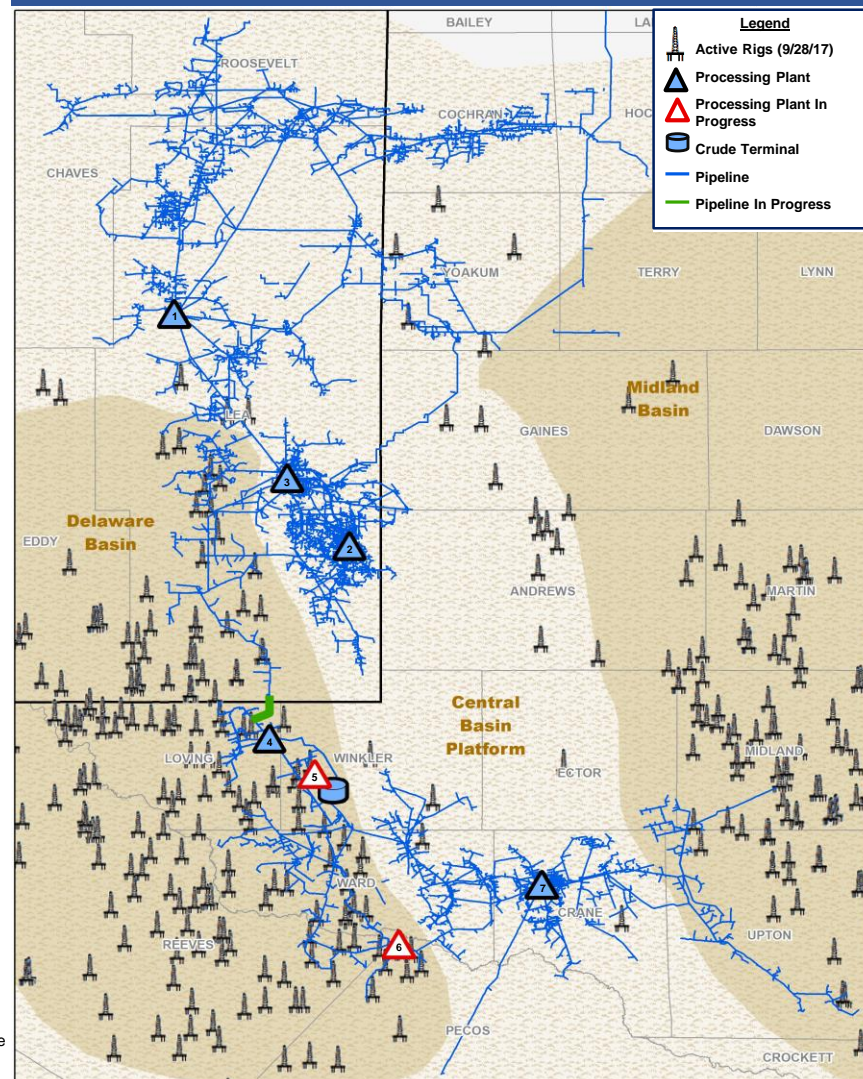 Legend
Active Rigs (9/28/17)
Processing Plant
Processing Plant In
Progress
Crude Terminal
Pipeline
Pipeline In Progress
BAILEY
LA
ROOSEVELT
COCHRAN
HOC
CHAVES
YOAKUM
TERRY
LYNN
1
Midland
Basin
LEA
GAINES
DAWSON
3
Delaware
Basin
EDDY
2
ANDREWS
MARTIN
Central
Basin
Platform
4
LOVING
WINKLER
MIDLAND
5
ECTOR
WARD
7
CRANE
REEVES
6
UPTON
PECOS
e
CROCKETT